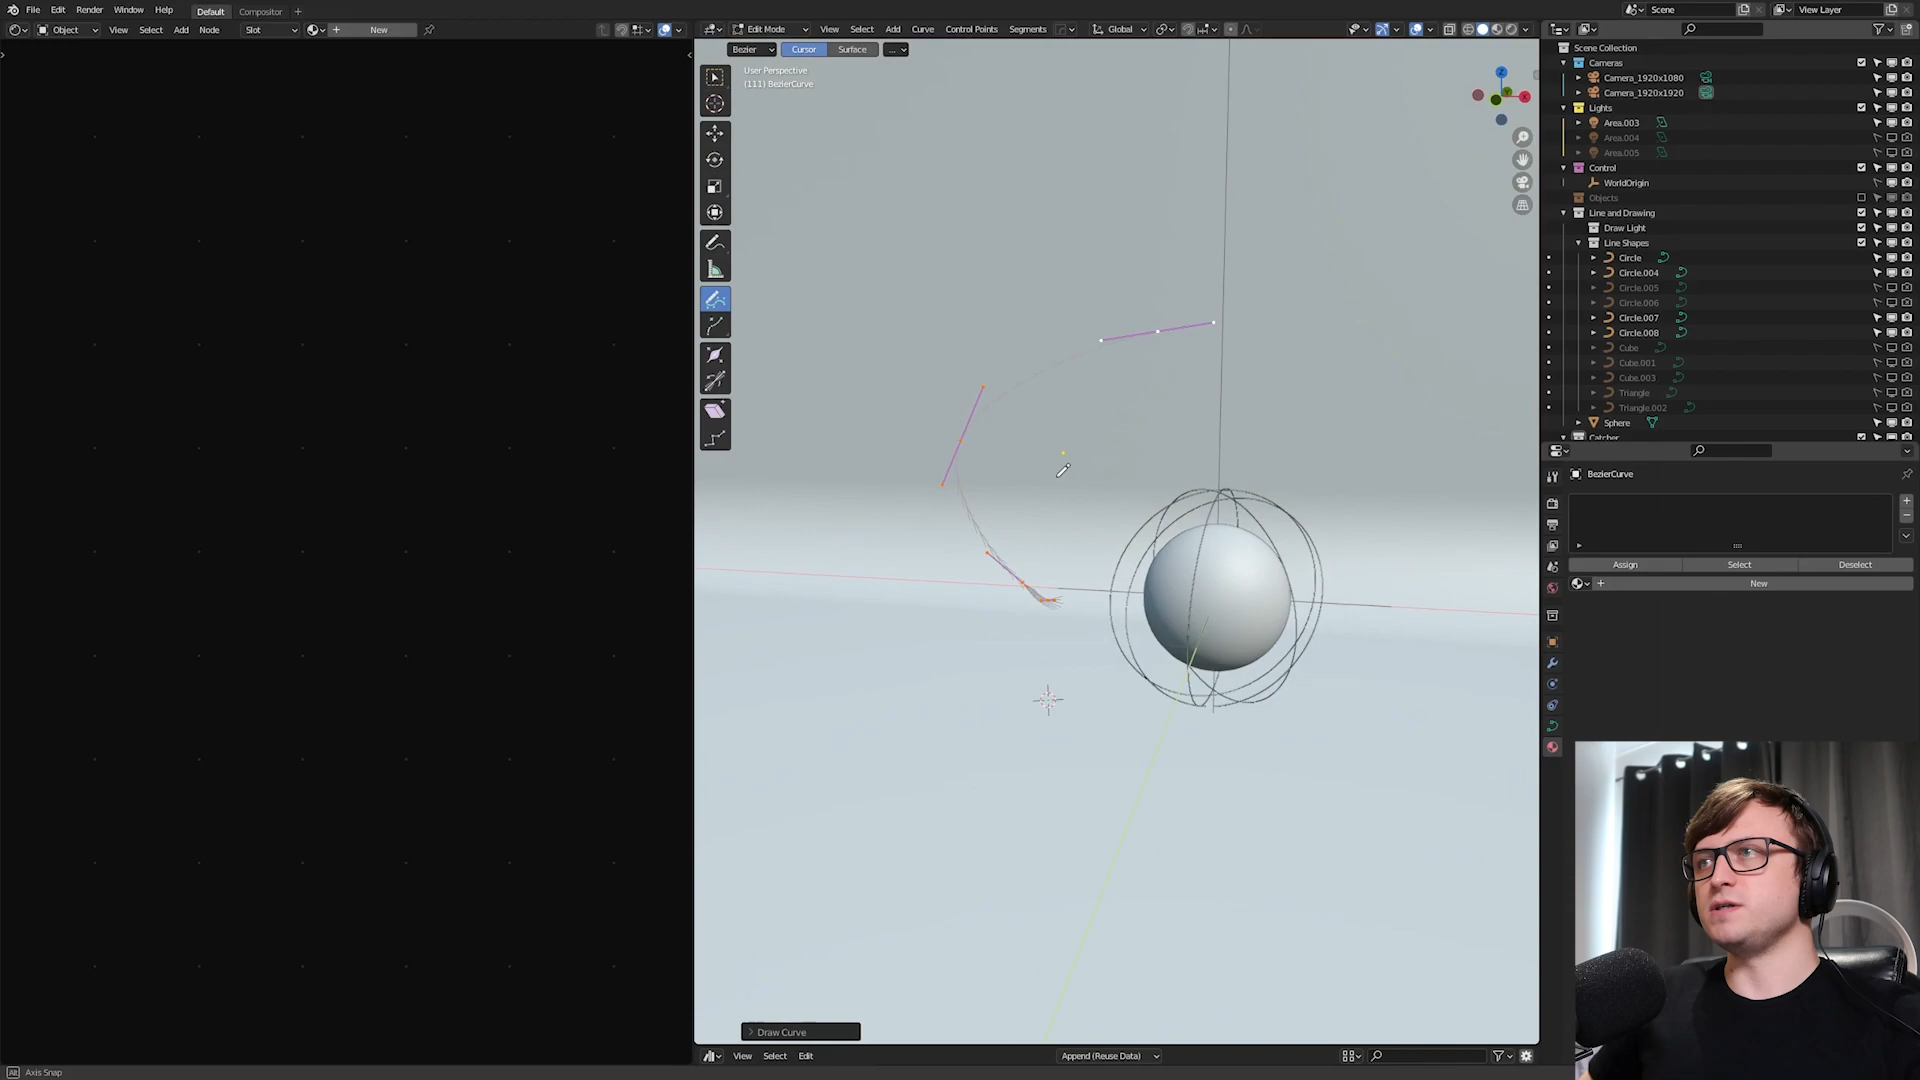 File Edit Render Window Help Default Compositor +
Scene View Layer
Object View Select Add Node Slot New
Edit Mode View Select Add Curve Control Points Segments Global
Bezier Cursor Surface ...
User Perspective
(111) BezierCurve
Z
Y
X
Scene Collection
Cameras
Camera_1920x1080
Camera_1920x1920
Lights
Area.003
Area.004
Area.005
Control
WorldOrigin
Objects
Line and Drawing
Draw Light
Line Shapes
Circle
Circle.004
Circle.005
Circle.006
Circle.007
Circle.008
Cube
Cube.001
Cube.003
Triangle
Triangle.002
Sphere
Catcher
BezierCurve
Assign Select Deselect
New
Draw Curve
View Select Edit Append (Reuse Data)
Alt Axis Snap